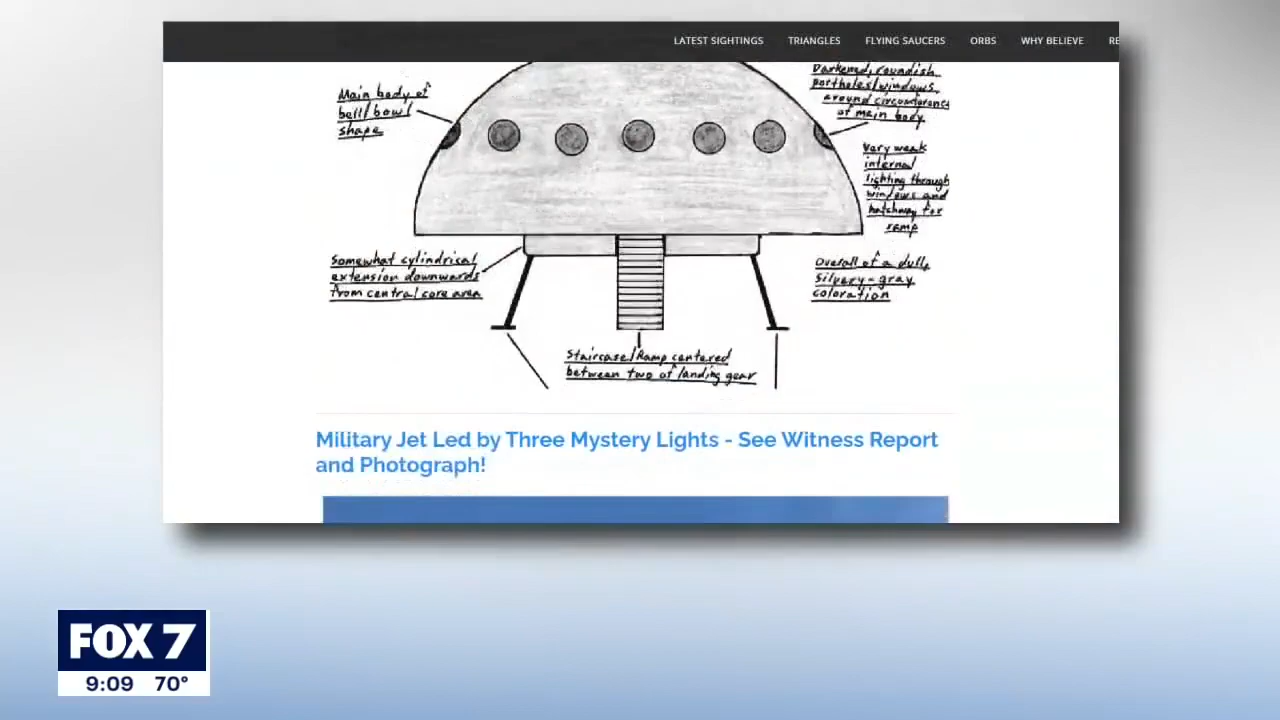 LATEST SIGHTINGS TRIANGLES FLYING SAUCERS ORBS WHY BELIEVE RE
Main body of
bell/bowl
shape
Darkened, roundish
portholes/windows
around circumference
of main body
Very weak
internal
lighting through
windows and
hatchway for
ramp
Somewhat cylindrical
extension downwards
from central core area
Overall of a dull,
Silvery-gray
coloration
Staircase/Ramp centered
between two of landing gear
Military Jet Led by Three Mystery Lights - See Witness Report
and Photograph!
FOX 7
9:09 70°